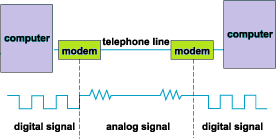 computer
computer
telephone line
modem
modem
digital signal
analog signal
digital signal